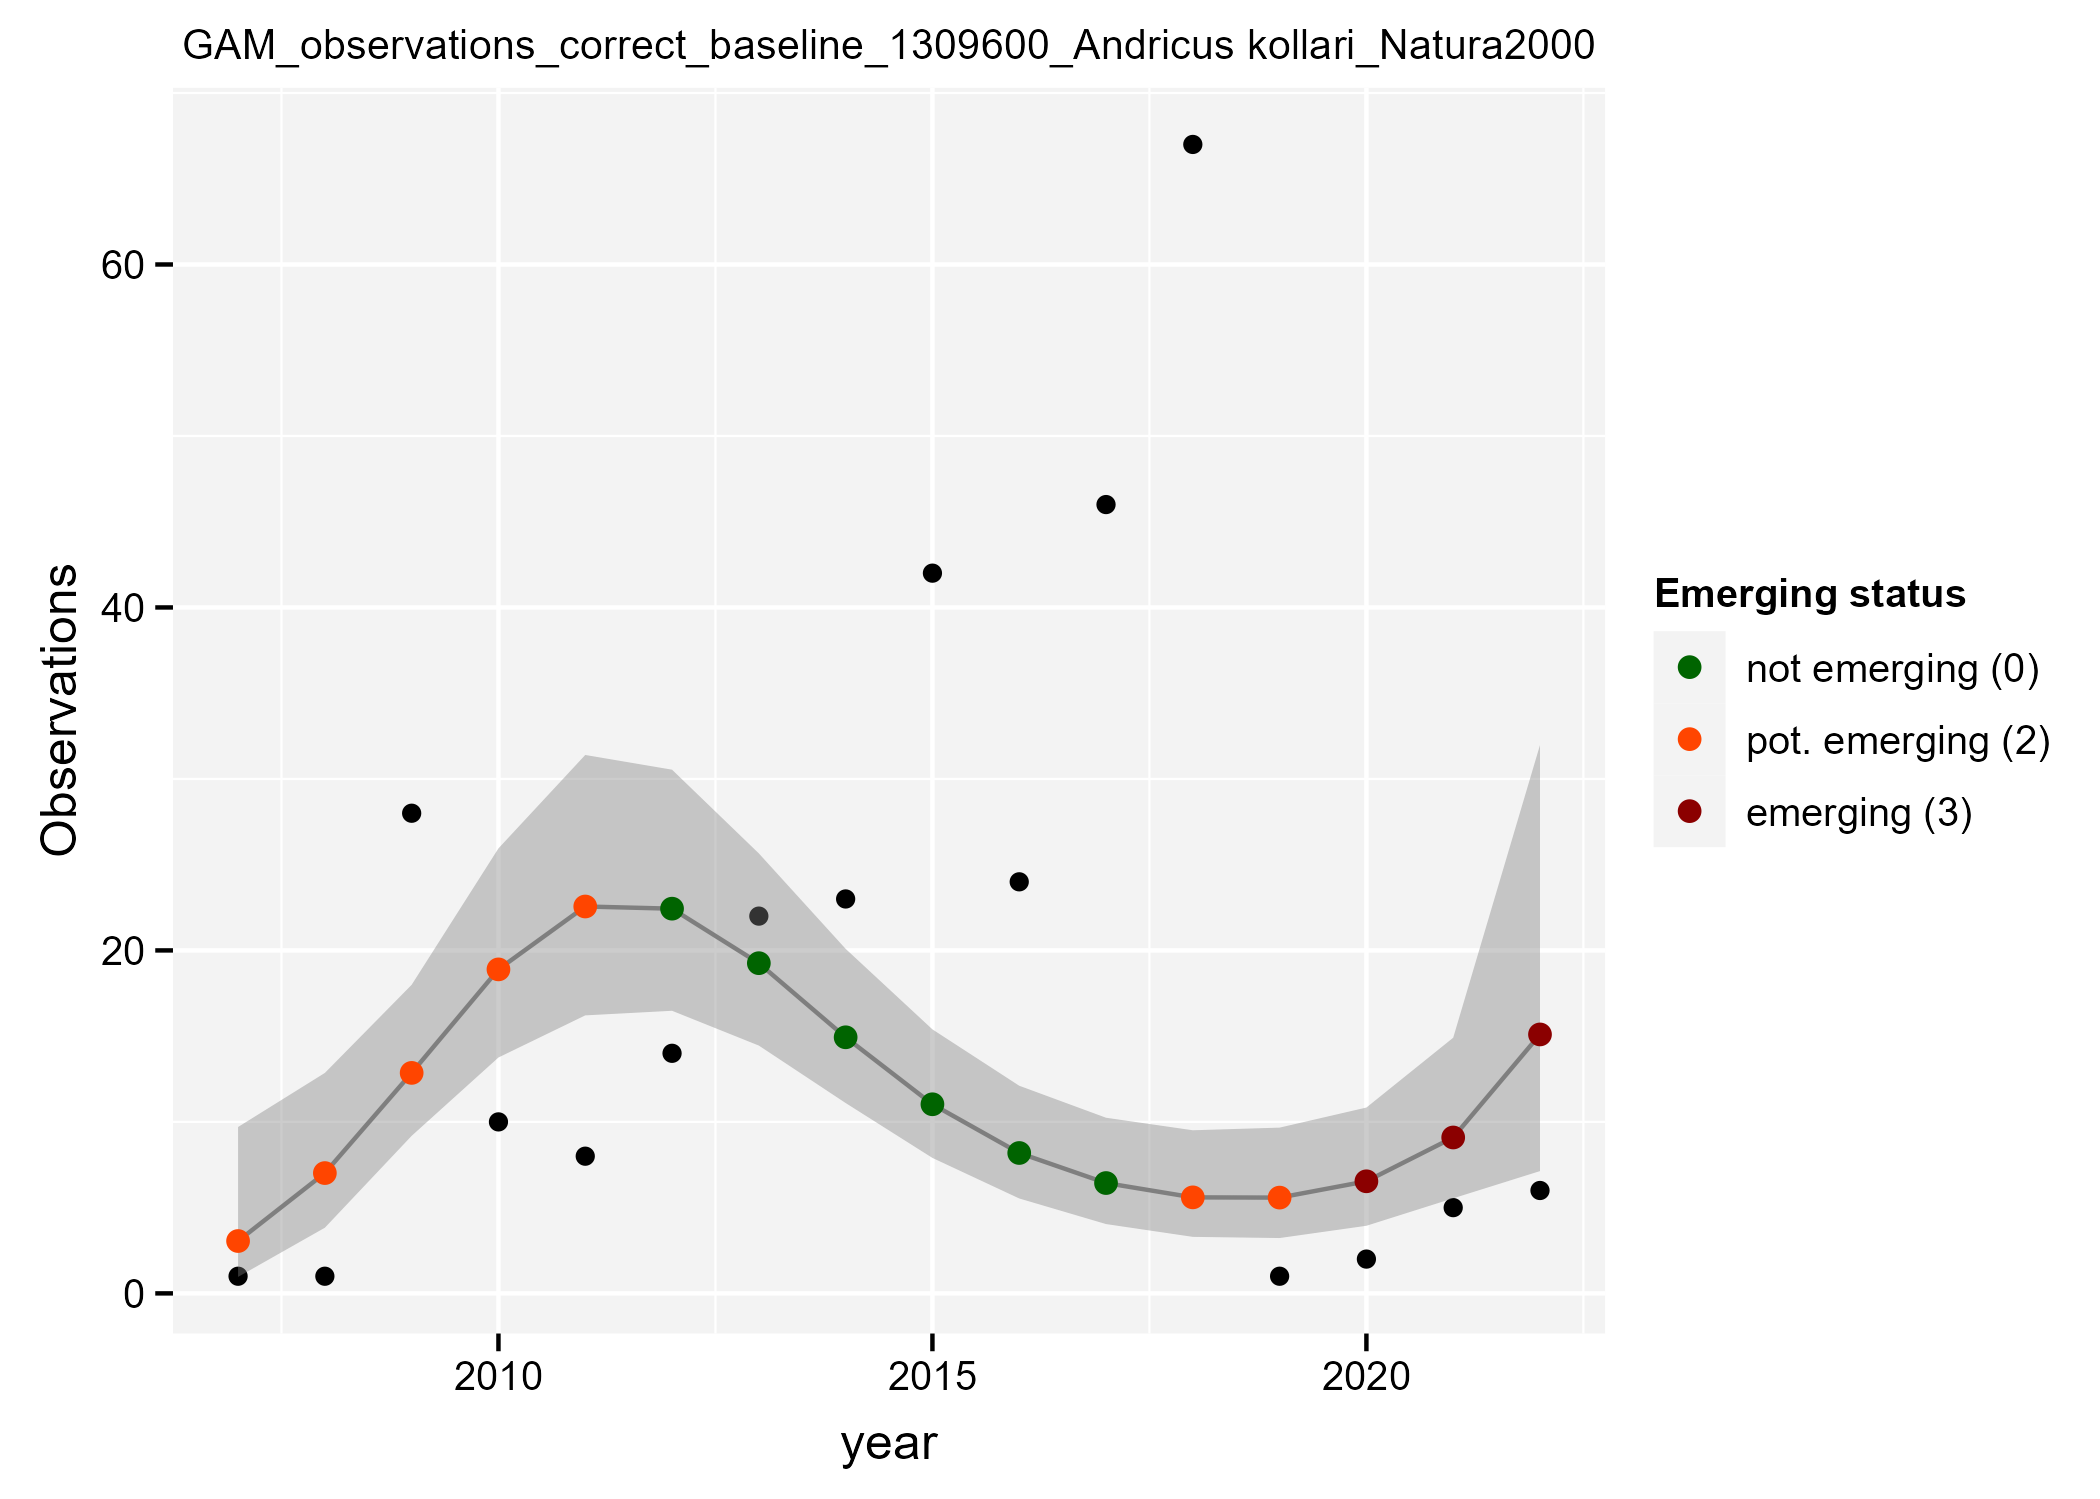 GAM_observations_correct_baseline_1309600_Andricus kollari_Natura2000
60
40
20
0
Observations
2010
2015
2020
year
Emerging status
not emerging (0)
pot. emerging (2)
emerging (3)